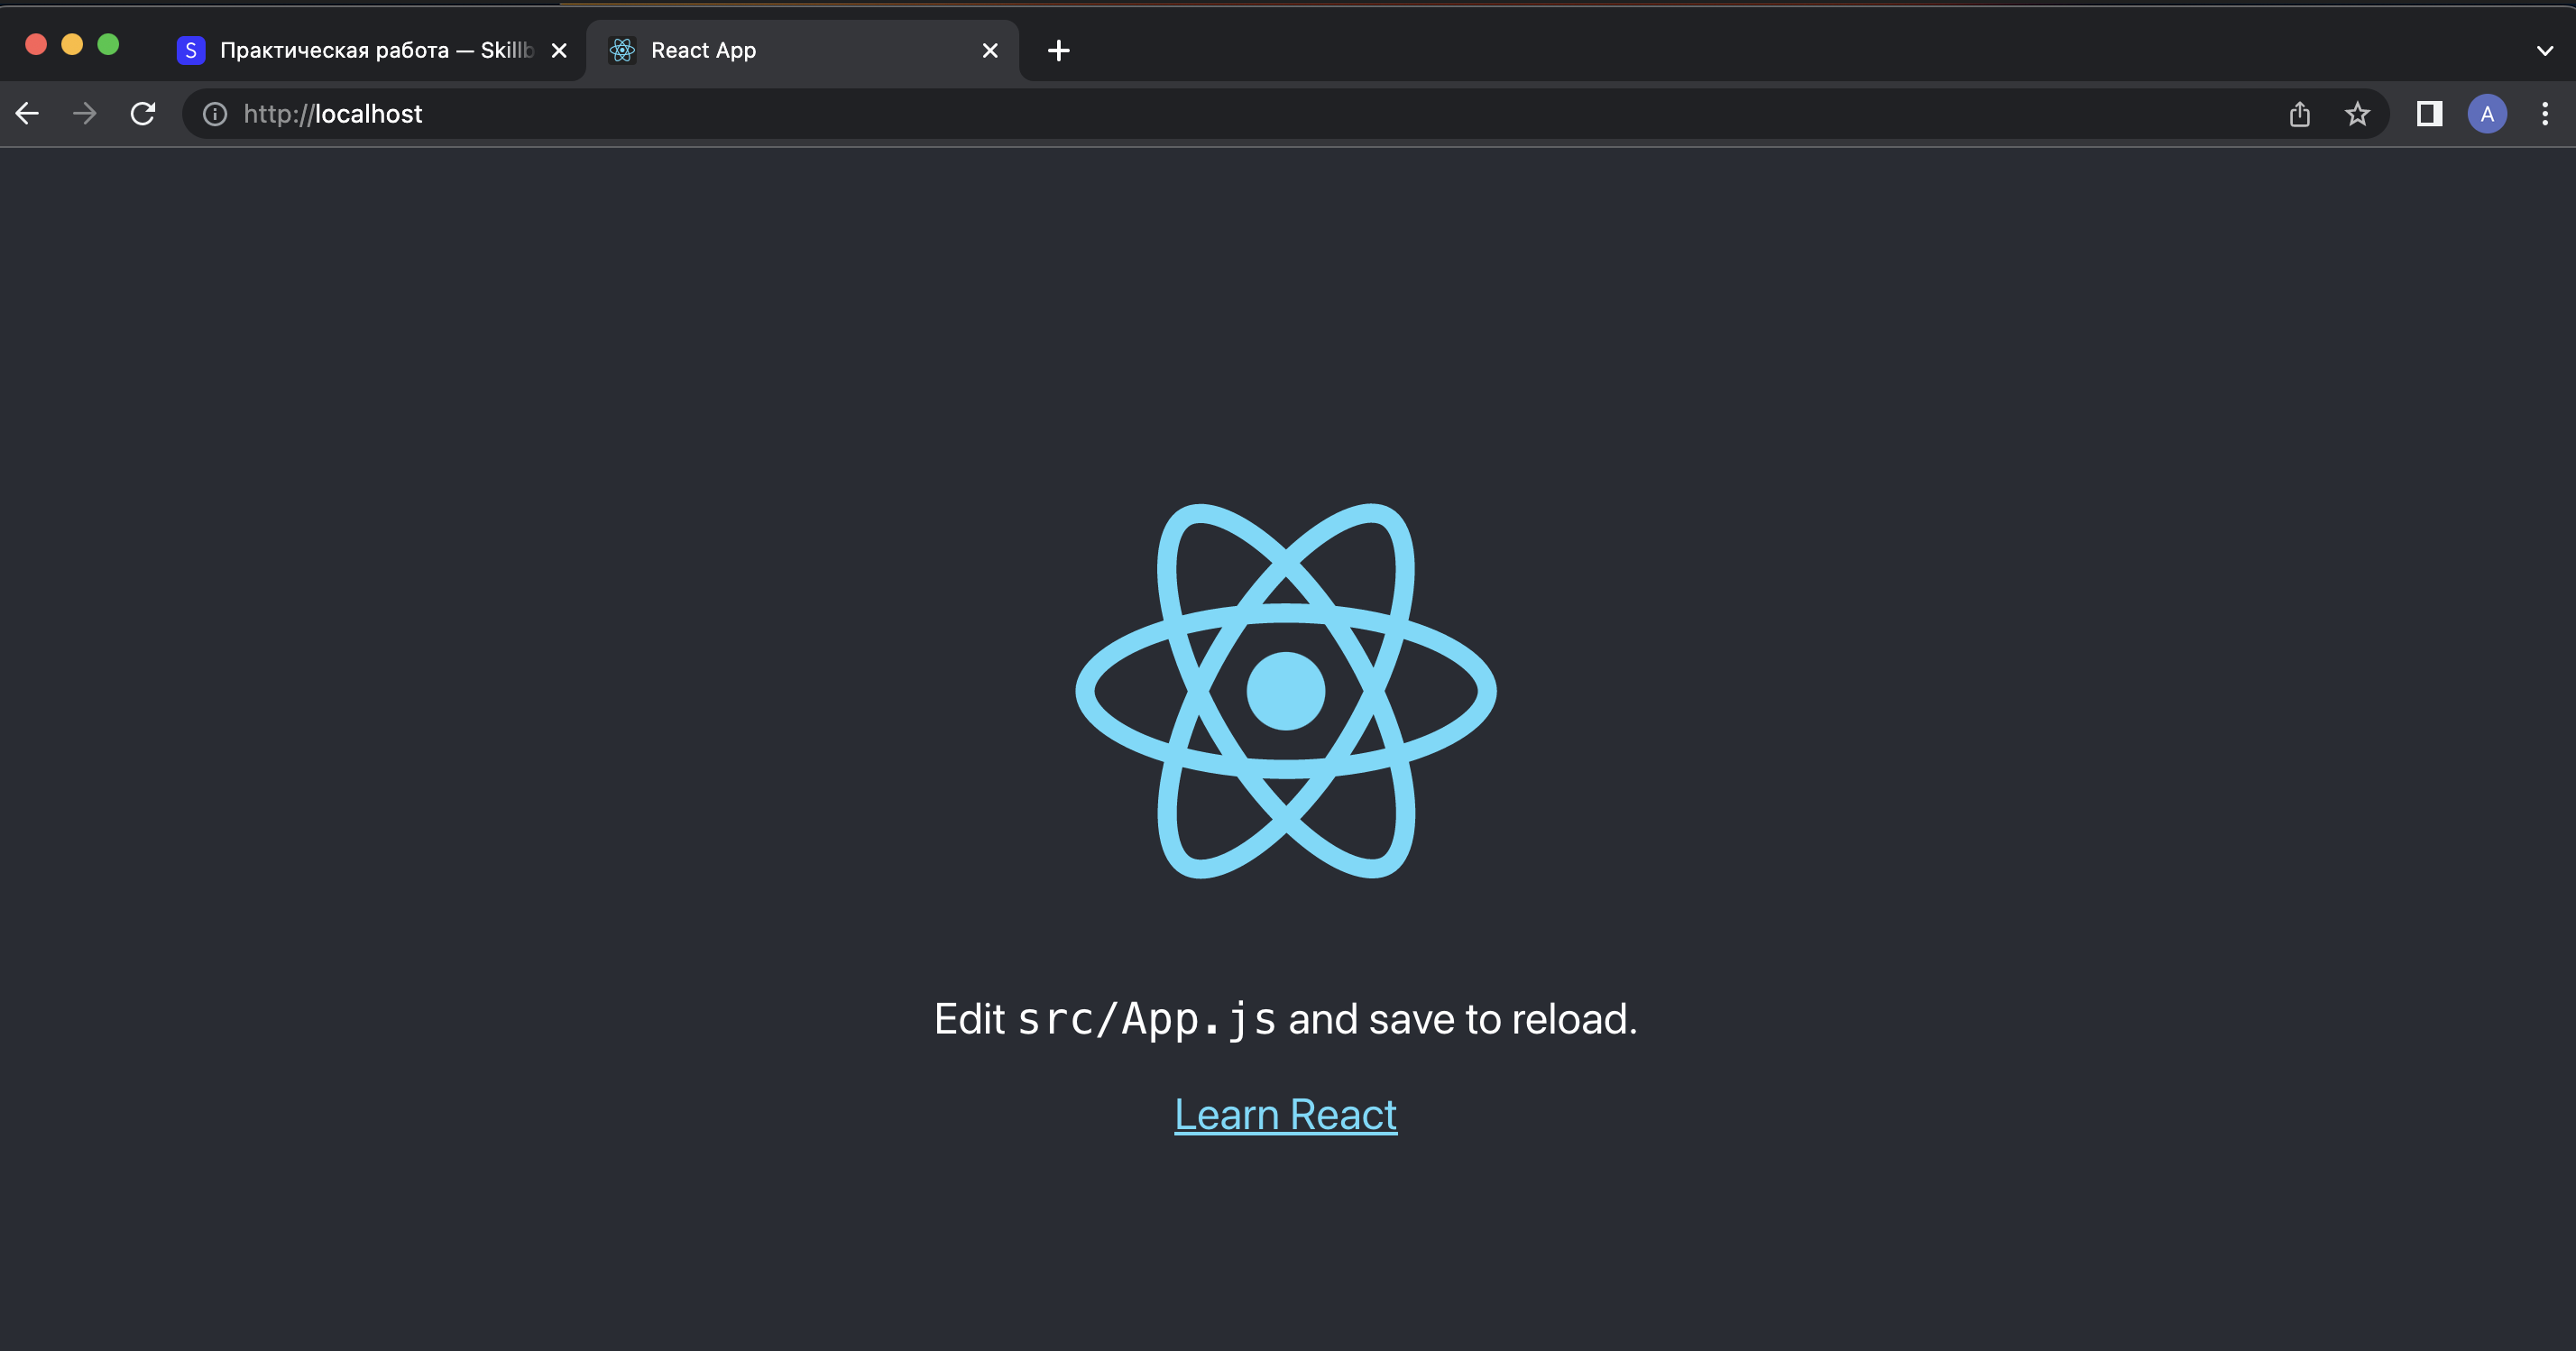 S Практическая работа — Skillb
React App
http://localhost
A
Edit src/App.js and save to reload.
Learn React